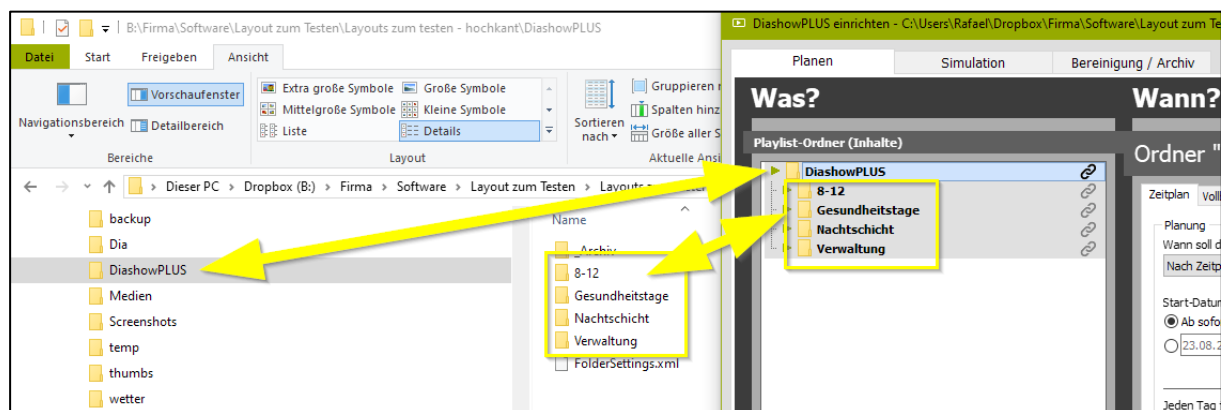 B:\Firma\Software\Layout zum Testen\Layouts zum testen - hochkant\DiashowPLUS
Datei Start Freigeben Ansicht
Navigationsbereich
Vorschaufenster
Detailbereich
Bereiche
Extra große Symbole Große Symbole
Mittelgroße Symbole Kleine Symbole
Liste Details
Layout
Sortieren nach
Gruppieren
Spalten hinz
Größe aller S
Aktuelle Ansi
Dieser PC > Dropbox (B:) > Firma > Software > Layout zum Testen >
backup
Dia
DiashowPLUS
Medien
Screenshots
temp
thumbs
wetter
Name
_Archiv
8-12
Gesundheitstage
Nachtschicht
Verwaltung
FolderSettings.xml
DiashowPLUS einrichten - C:\Users\Rafael\Dropbox\Firma\Software\Layout zum Te
Planen Simulation Bereinigung / Archiv
Was?
Playlist-Ordner (Inhalte)
DiashowPLUS
8-12
Gesundheitstage
Nachtschicht
Verwaltung
Wann?
Ordner "
Zeitplan Voll
Planung
Wann soll d
Nach Zeitp
Start-Datum
Ab sofo
23.08.2
Jeden Tag